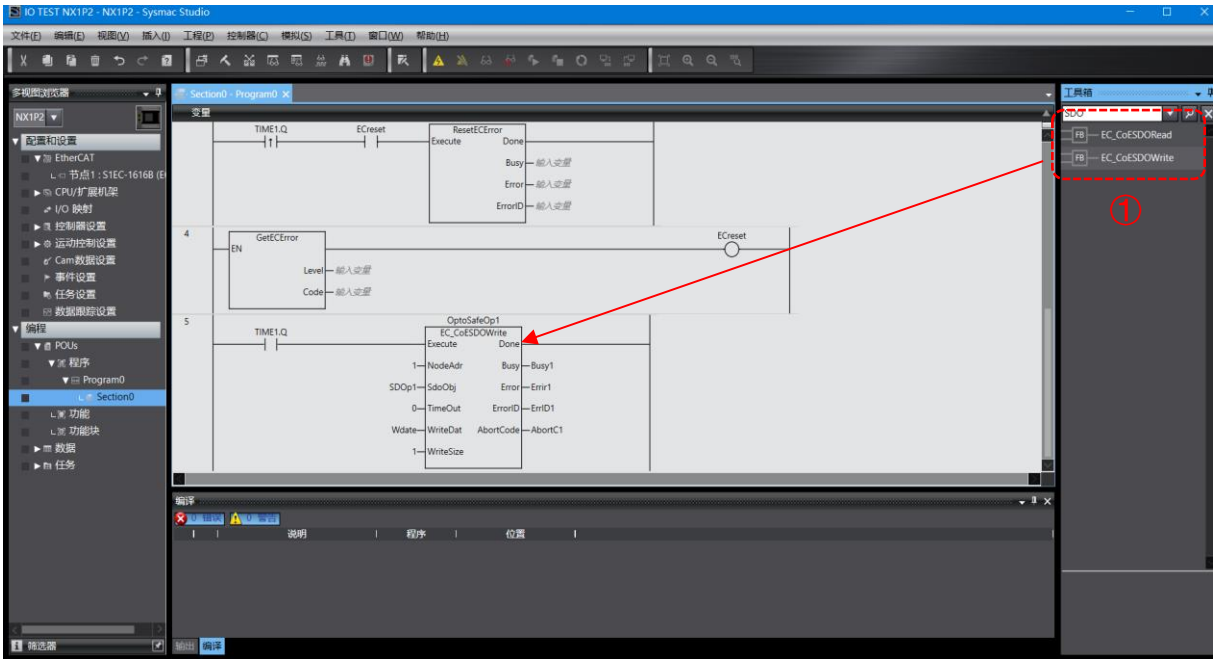 IO TEST NX1P2 - NX1P2 - Sysmac Studio
文件(F) 编辑(E) 视图(V) 插入(I) 工程(P) 控制器(C) 模拟(S) 工具(T) 窗口(W) 帮助(H)
多视图浏览器
NX1P2
配置和设置
EtherCAT
节点1 : S1EC-1616B (E
CPU/扩展机架
I/O 映射
控制器设置
运动控制设置
Cam数据设置
事件设置
任务设置
数据跟踪设置
编程
POUs
程序
Program0
Section0
功能
功能块
数据
任务
筛选器
Section0 - Program0
变量
TIME1.Q ECreset ResetECError
Execute Done
Busy 输入变量
Error 输入变量
ErrorID 输入变量
4 GetECError ECreset
EN
Level 输入变量
Code 输入变量
5 OptoSafeOp1
TIME1.Q EC_CoESDOWrite
Execute Done
1 NodeAdr Busy Busy1
SDOp1 SdoObj Error Errir1
0 TimeOut ErrorID ErrID1
Wdate WriteDat AbortCode AbortC1
1 WriteSize
编译
0 错误 0 警告
说明 程序 位置
输出 编译
工具箱
SDO
FB EC_CoESDORead
FB EC_CoESDOWrite
①